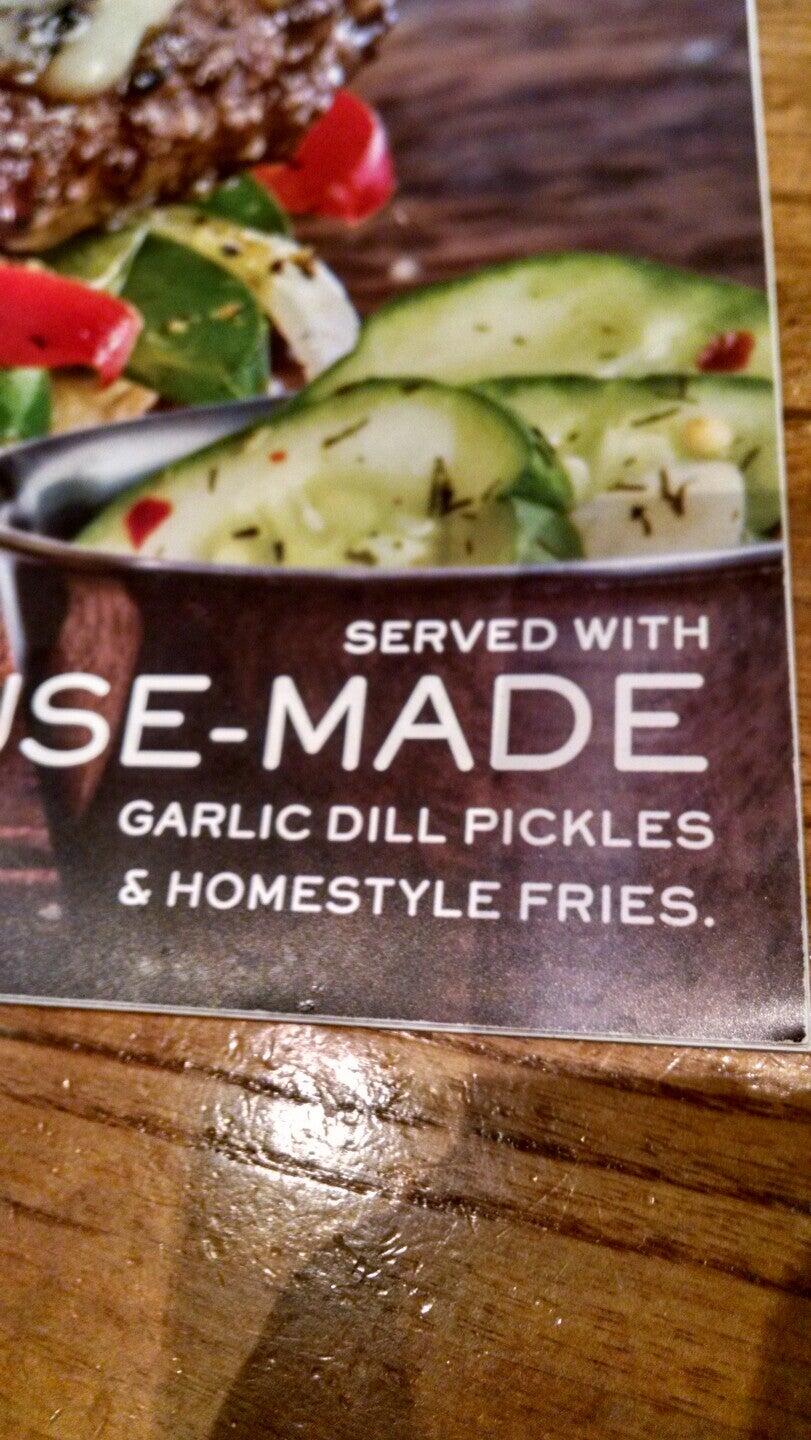 SERVED WITH
USE-MADE
GARLIC DILL PICKLES
& HOMESTYLE FRIES.